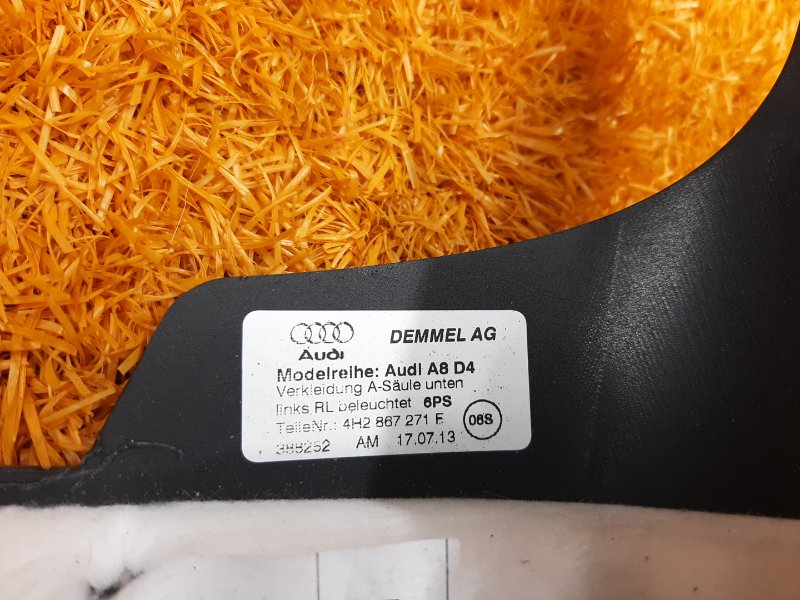 Audi
DEMMEL AG
Modelreihe: Audi A8 D4
Verkleidung A-Säule unten
links RL beleuchtet 6PS
TeileNr.: 4H2 867 271 E
06S
388252 AM 17.07.13